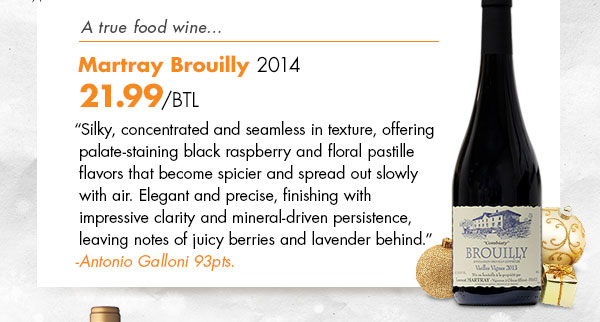 A true food wine...
Martray Brouilly 2014
21.99/BTL
“Silky, concentrated and seamless in texture, offering
palate-staining black raspberry and floral pastille
flavors that become spicier and spread out slowly
with air. Elegant and precise, finishing with
impressive clarity and mineral-driven persistence,
leaving notes of juicy berries and lavender behind.”
-Antonio Galloni 93pts.
BROUILLY
Vieilles Vignes 2013
Laurent MARTRAY